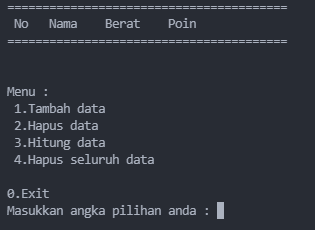 ========================================
No Nama Berat Poin
========================================
Menu :
1.Tambah data
2.Hapus data
3.Hitung data
4.Hapus seluruh data
0.Exit
Masukkan angka pilihan anda :